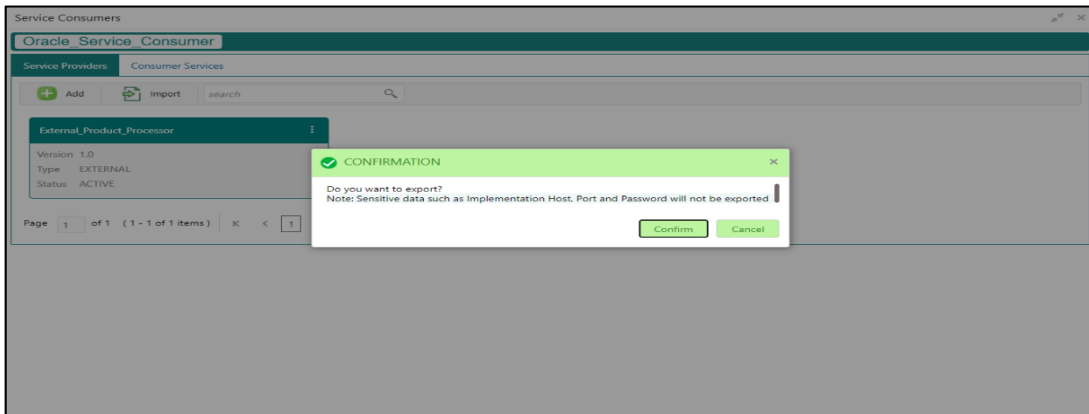 Service Consumers
Oracle_Service_Consumer
Service Providers Consumer Services
Add Import search
External_Product_Processor
Version 1.0
Type EXTERNAL
Status ACTIVE
Page 1 of 1 (1 - 1 of 1 items) 1
CONFIRMATION
Do you want to export?
Note: Sensitive data such as Implementation Host, Port and Password will not be exported
Confirm Cancel